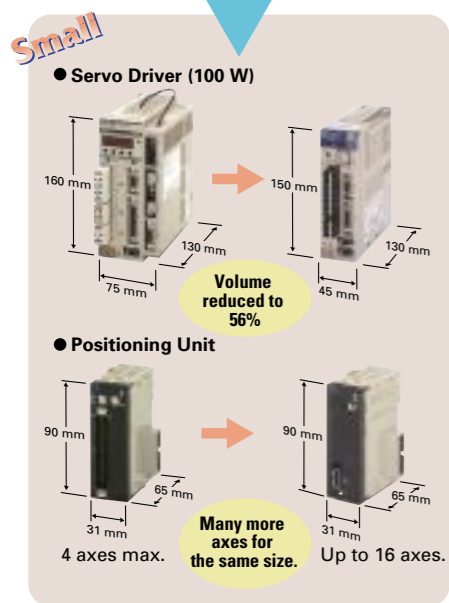 Small
● Servo Driver (100 W)
160 mm
130 mm
75 mm
150 mm
130 mm
45 mm
Volume
reduced to
56%
● Positioning Unit
90 mm
65 mm
31 mm
4 axes max.
90 mm
65 mm
31 mm
Up to 16 axes.
Many more
axes for
the same size.